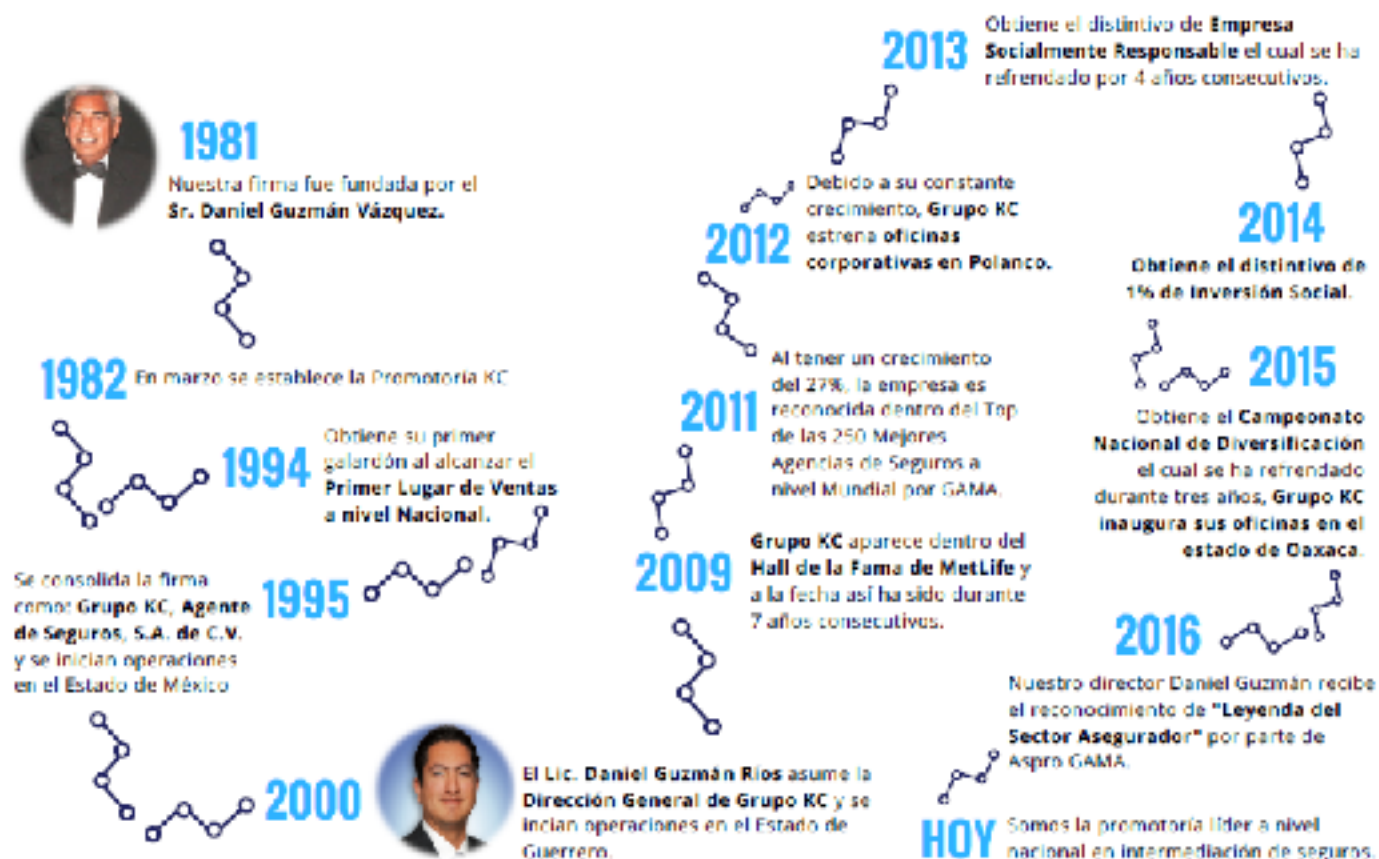 1981
Nuestra firma fue fundada por el
Sr. Daniel Guzmán Vázquez.
1982
En marzo se establece la Promotoría KC
1994
Obtiene su primer
galardón al alcanzar el
Primer Lugar de Ventas
a nivel Nacional.
1995
Se consolida la firma
como: Grupo KC, Agente
de Seguros, S.A. de C.V.
y se inician operaciones
en el Estado de México
2000
El Lic. Daniel Guzmán Ríos asume la
Dirección General de Grupo KC y se
incian operaciones en el Estado de
Guerrero.
2009
Grupo KC aparece dentro del
Hall de la Fama de MetLife y
a la fecha así ha sido durante
7 años consecutivos.
2011
Al tener un crecimiento
del 27%, la empresa es
reconocida dentro del Top
de las 250 Mejores
Agencias de Seguros a
nivel Mundial por GAMA.
2012
Debido a su constante
crecimiento, Grupo KC
estrena oficinas
corporativas en Polanco.
2013
Obtiene el distintivo de Empresa
Socialmente Responsable el cual se ha
refrendado por 4 años consecutivos.
2014
Obtiene el distintivo de
1% de Inversión Social.
2015
Obtiene el Campeonato
Nacional de Diversificación
el cual se ha refrendado
durante tres años, Grupo KC
inaugura sus oficinas en el
estado de Oaxaca.
2016
Nuestro director Daniel Guzmán recibe
el reconocimiento de "Leyenda del
Sector Asegurador" por parte de
Aspro GAMA.
HOY
Somos la promotoría líder a nivel
nacional en intermediación de seguros.